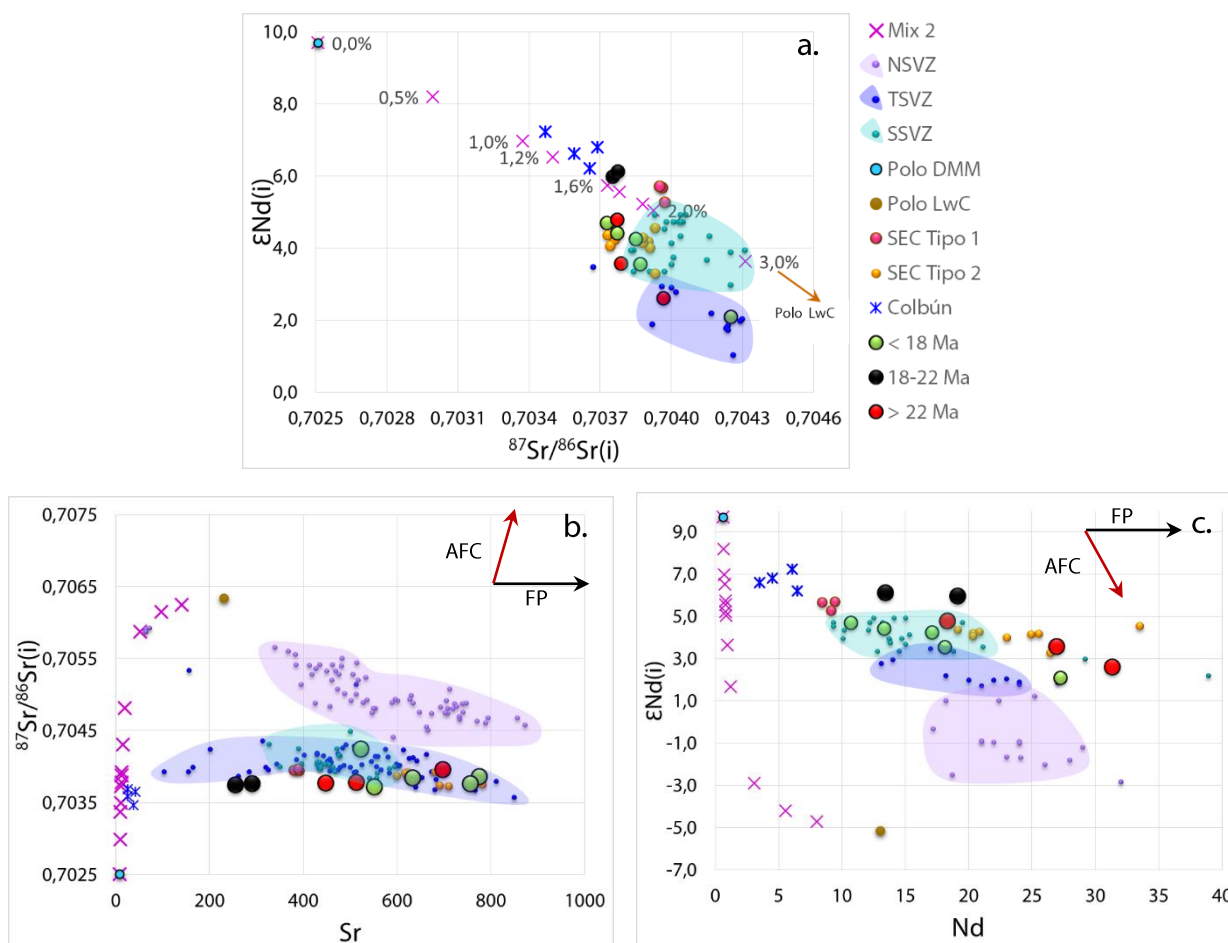 a.
10,0
8,0
6,0
4,0
2,0
0,0
εNd(i)
0,0%
0,5%
1,0%
1,2%
1,6%
2,0%
3,0%
Polo LwC
0,7025 0,7028 0,7031 0,7034 0,7037 0,7040 0,7043 0,7046
⁸⁷Sr/⁸⁶Sr(i)
Mix 2
NSVZ
TSVZ
SSVZ
Polo DMM
Polo LwC
SEC Tipo 1
SEC Tipo 2
Colbún
< 18 Ma
18-22 Ma
> 22 Ma
b.
AFC
FP
0,7075
0,7065
0,7055
0,7045
0,7035
0,7025
⁸⁷Sr/⁸⁶Sr(i)
0 200 400 600 800 1000
Sr
c.
FP
AFC
9,0
7,0
5,0
3,0
1,0
-1,0
-3,0
-5,0
-7,0
εNd(i)
0 5 10 15 20 25 30 35 40
Nd